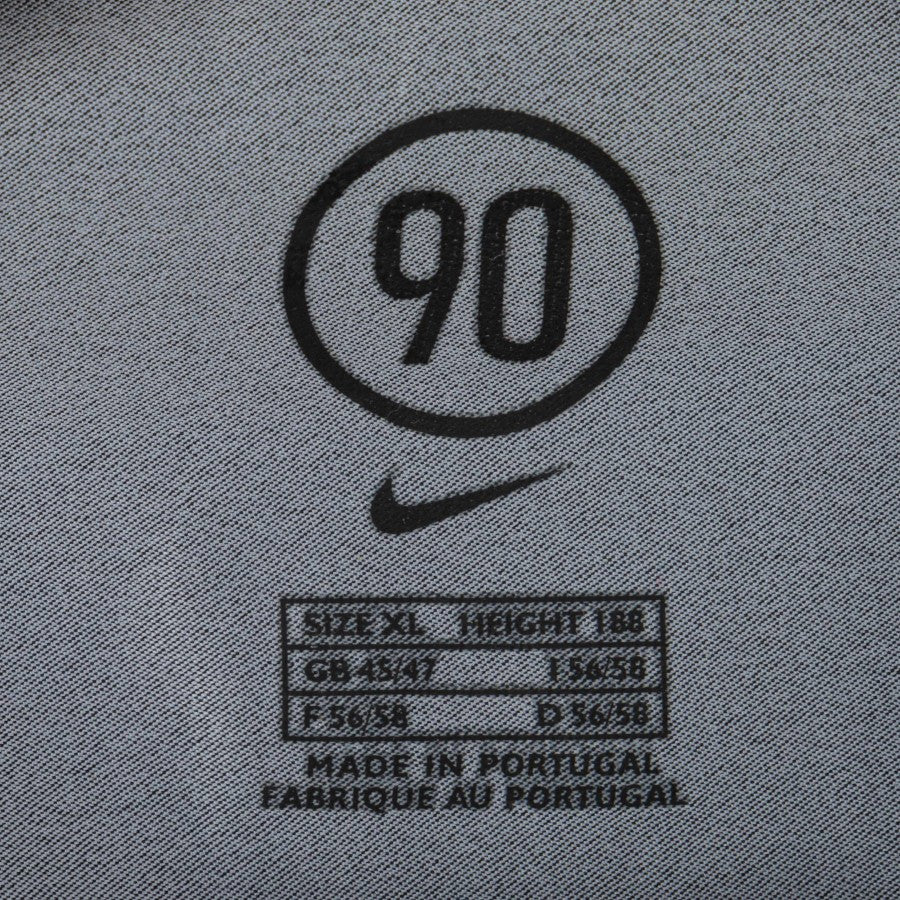 90
SIZE XL HEIGHT 188
GB 45/47 I 56/58
F 56/58 D 56/58
MADE IN PORTUGAL
FABRIQUE AU PORTUGAL